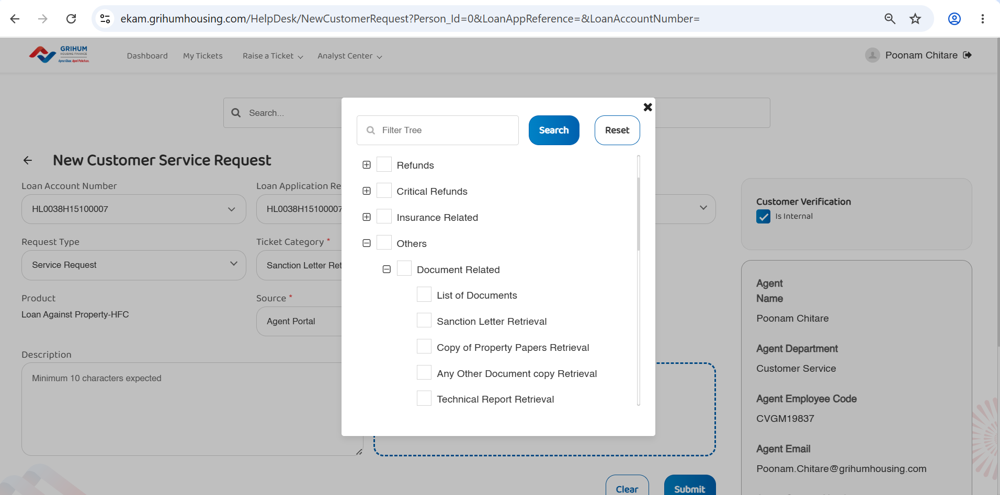 ekam.grihumhousing.com/HelpDesk/NewCustomerRequest?Person_Id=0&LoanAppReference=&LoanAccountNumber=
GRIHUM
HOUSING FINANCE
Apna Ghar. Apni Pehchan.
Dashboard
My Tickets
Raise a Ticket
Analyst Center
Poonam Chitare
Search...
Filter Tree
Search
Reset
New Customer Service Request
Refunds
Critical Refunds
Insurance Related
Others
Document Related
List of Documents
Sanction Letter Retrieval
Copy of Property Papers Retrieval
Any Other Document copy Retrieval
Technical Report Retrieval
Loan Account Number
HL0038H15100007
Loan Application Re
HL0038H15100007
Request Type
Service Request
Ticket Category *
Sanction Letter Ret
Product
Loan Against Property-HFC
Source *
Agent Portal
Description
Minimum 10 characters expected
Clear
Submit
Customer Verification
Is Internal
Agent
Name
Poonam Chitare
Agent Department
Customer Service
Agent Employee Code
CVGM19837
Agent Email
Poonam.Chitare@grihumhousing.com